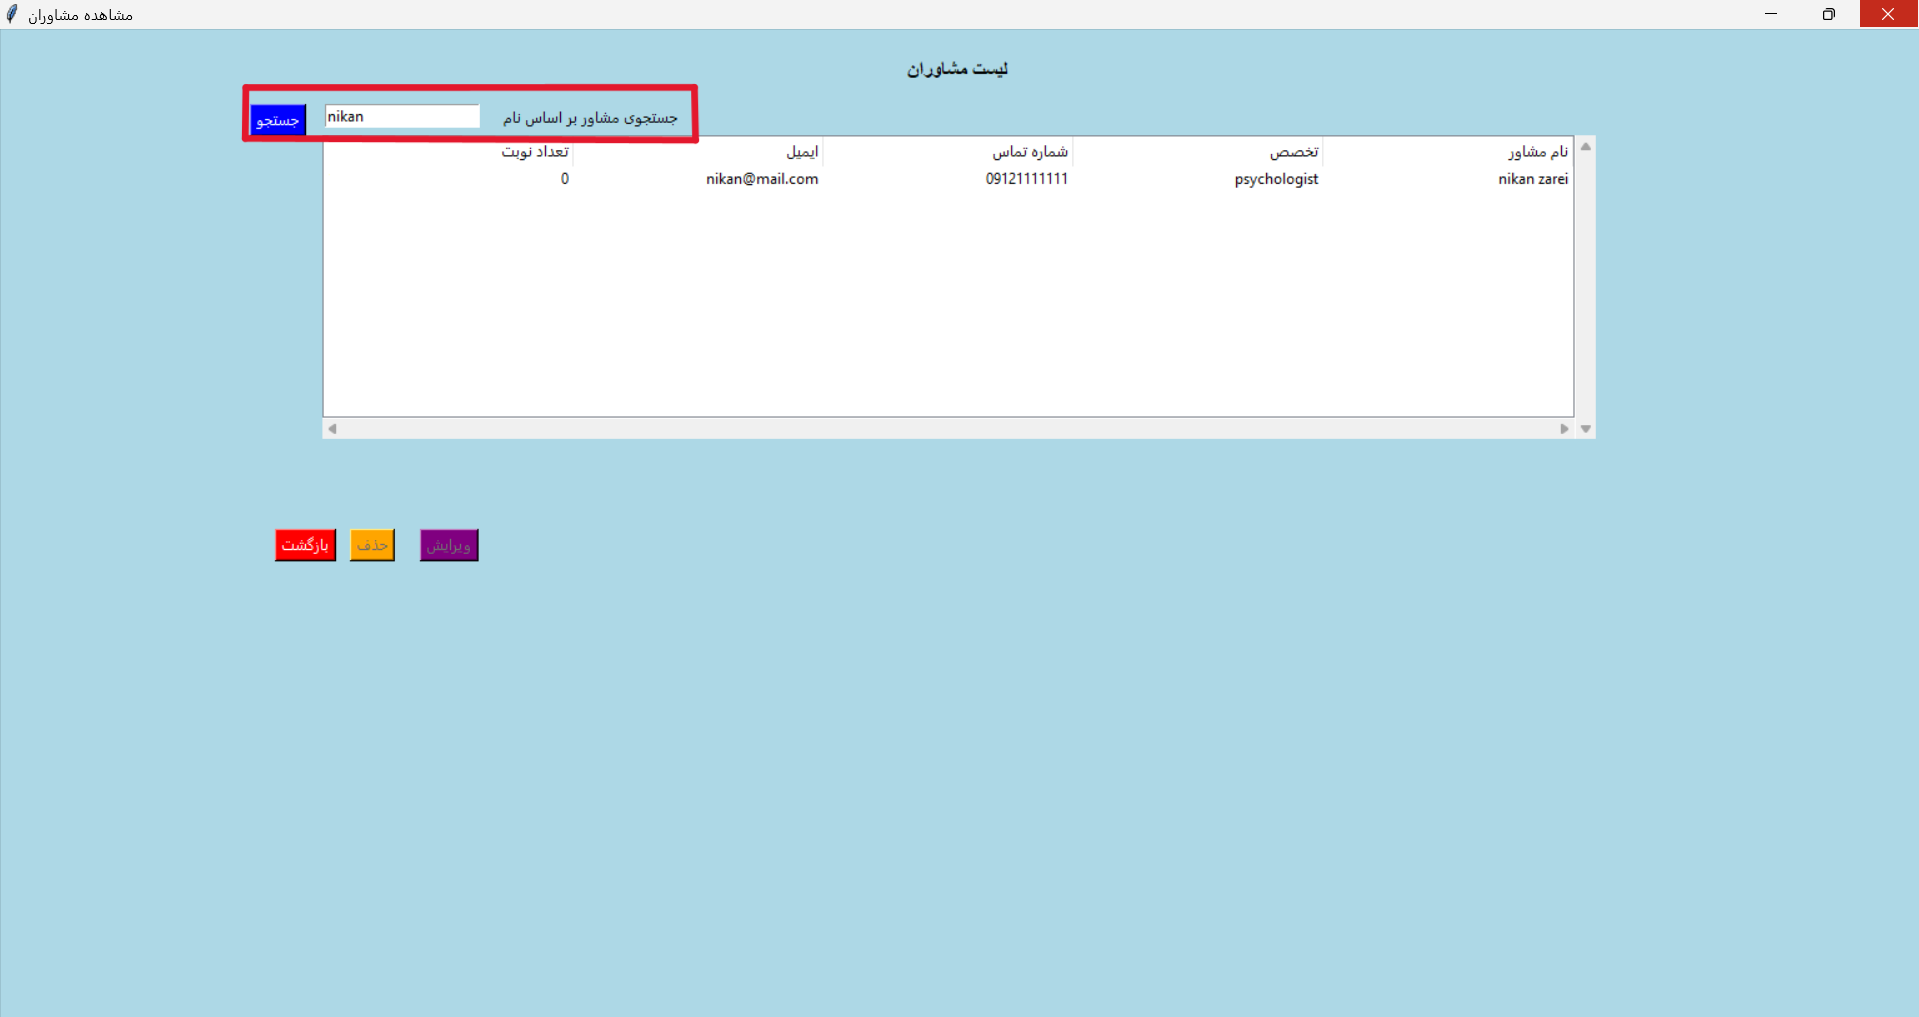 مشاهده مشاوران
لیست مشاوران
جستجوی مشاور بر اساس نام nikan جستجو
نام مشاور تخصص شماره تماس ایمیل تعداد نوبت
nikan zarei psychologist 09121111111 nikan@mail.com 0
ویرایش حذف بازگشت